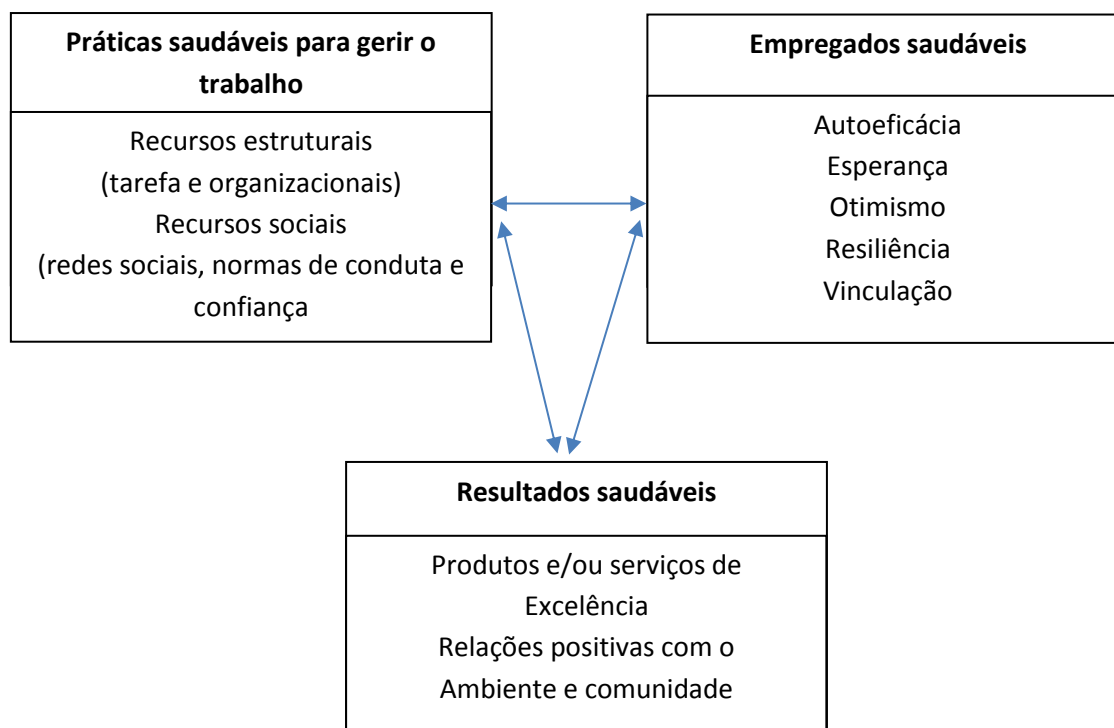 Práticas saudáveis para gerir o
trabalho
Recursos estruturais
(tarefa e organizacionais)
Recursos sociais
(redes sociais, normas de conduta e
confiança
Empregados saudáveis
Autoeficácia
Esperança
Otimismo
Resiliência
Vinculação
Resultados saudáveis
Produtos e/ou serviços de
Excelência
Relações positivas com o
Ambiente e comunidade